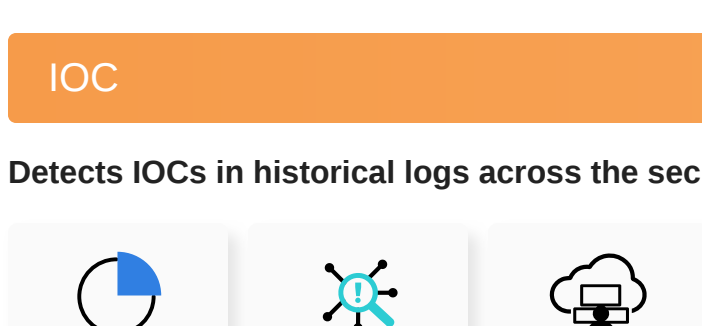 IOC
Detects IOCs in historical logs across the sec